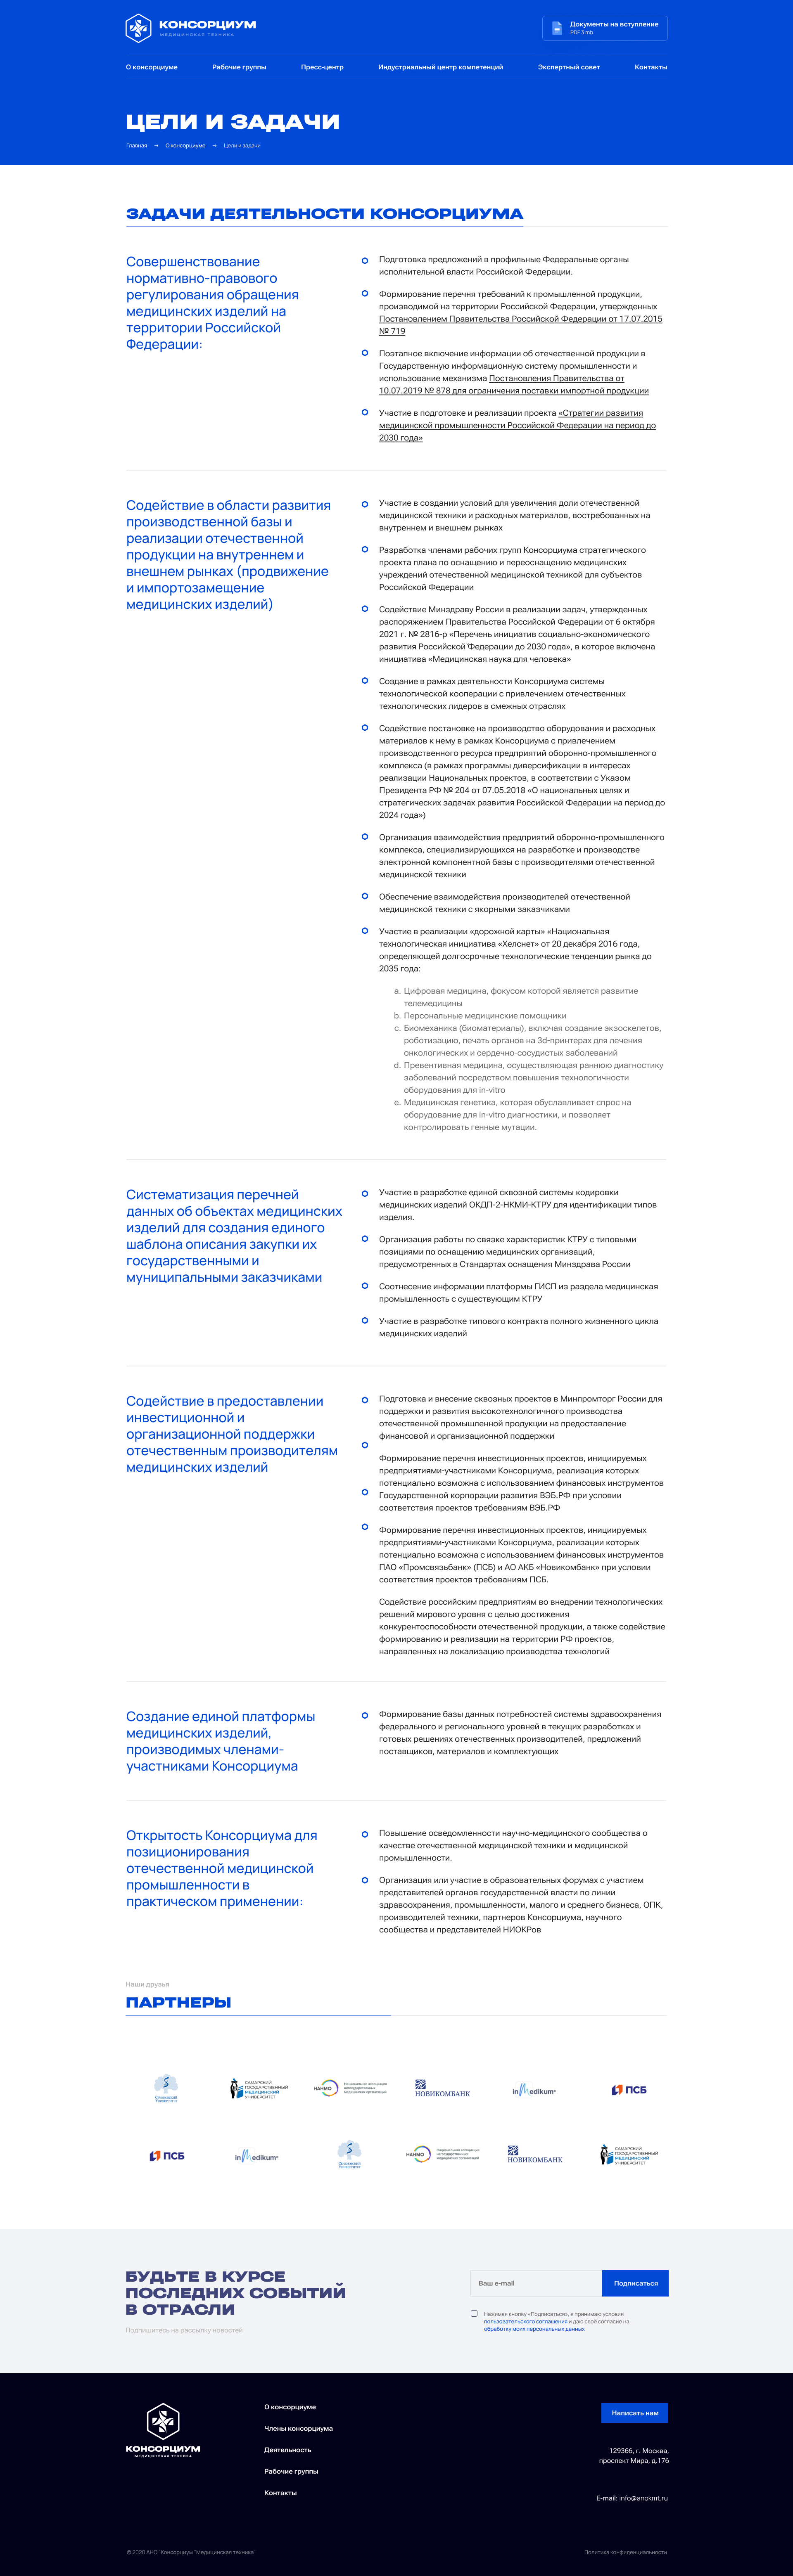 КОНСОРЦИУМ
МЕДИЦИНСКАЯ ТЕХНИКА
Документы на вступление
PDF 3 mb
О консорциуме Рабочие группы Пресс-центр Индустриальный центр компетенций Экспертный совет Контакты
ЦЕЛИ И ЗАДАЧИ
Главная → О консорциуме → Цели и задачи
ЗАДАЧИ ДЕЯТЕЛЬНОСТИ КОНСОРЦИУМА
Совершенствование
нормативно-правового
регулирования обращения
медицинских изделий на
территории Российской
Федерации:
Подготовка предложений в профильные Федеральные органы
исполнительной власти Российской Федерации.
Формирование перечня требований к промышленной продукции,
производимой на территории Российской Федерации, утвержденных
Постановлением Правительства Российской Федерации от 17.07.2015
№ 719
Поэтапное включение информации об отечественной продукции в
Государственную информационную систему промышленности и
использование механизма Постановления Правительства от
10.07.2019 № 878 для ограничения поставки импортной продукции
Участие в подготовке и реализации проекта «Стратегии развития
медицинской промышленности Российской Федерации на период до
2030 года»
Содействие в области развития
производственной базы и
реализации отечественной
продукции на внутреннем и
внешнем рынках (продвижение
и импортозамещение
медицинских изделий)
Участие в создании условий для увеличения доли отечественной
медицинской техники и расходных материалов, востребованных на
внутреннем и внешнем рынках
Разработка членами рабочих групп Консорциума стратегического
проекта плана по оснащению и переоснащению медицинских
учреждений отечественной медицинской техникой для субъектов
Российской Федерации
Содействие Минздраву России в реализации задач, утвержденных
распоряжением Правительства Российской Федерации от 6 октября
2021 г. № 2816-р «Перечень инициатив социально-экономического
развития Российской Федерации до 2030 года», в которое включена
инициатива «Медицинская наука для человека»
Создание в рамках деятельности Консорциума системы
технологической кооперации с привлечением отечественных
технологических лидеров в смежных отраслях
Содействие постановке на производство оборудования и расходных
материалов к нему в рамках Консорциума с привлечением
производственного ресурса предприятий оборонно-промышленного
комплекса (в рамках программы диверсификации в интересах
реализации Национальных проектов, в соответствии с Указом
Президента РФ № 204 от 07.05.2018 «О национальных целях и
стратегических задачах развития Российской Федерации на период до
2024 года»)
Организация взаимодействия предприятий оборонно-промышленного
комплекса, специализирующихся на разработке и производстве
электронной компонентной базы с производителями отечественной
медицинской техники
Обеспечение взаимодействия производителей отечественной
медицинской техники с якорными заказчиками
Участие в реализации «дорожной карты» «Национальная
технологическая инициатива «Хелснет» от 20 декабря 2016 года,
определяющей долгосрочные технологические тенденции рынка до
2035 года:
a. Цифровая медицина, фокусом которой является развитие
телемедицины
b. Персональные медицинские помощники
c. Биомеханика (биоматериалы), включая создание экзоскелетов,
роботизацию, печать органов на 3d-принтерах для лечения
онкологических и сердечно-сосудистых заболеваний
d. Превентивная медицина, осуществляющая раннюю диагностику
заболеваний посредством повышения технологичности
оборудования для in-vitro
e. Медицинская генетика, которая обуславливает спрос на
оборудование для in-vitro диагностики, и позволяет
контролировать генные мутации.
Систематизация перечней
данных об объектах медицинских
изделий для создания единого
шаблона описания закупки их
государственными и
муниципальными заказчиками
Участие в разработке единой сквозной системы кодировки
медицинских изделий ОКДП-2-НКМИ-КТРУ для идентификации типов
изделия.
Организация работы по связке характеристик КТРУ с типовыми
позициями по оснащению медицинских организаций,
предусмотренных в Стандартах оснащения Минздрава России
Соотнесение информации платформы ГИСП из раздела медицинская
промышленность с существующим КТРУ
Участие в разработке типового контракта полного жизненного цикла
медицинских изделий
Содействие в предоставлении
инвестиционной и
организационной поддержки
отечественным производителям
медицинских изделий
Подготовка и внесение сквозных проектов в Минпромторг России для
поддержки и развития высокотехнологичного производства
отечественной промышленной продукции на предоставление
финансовой и организационной поддержки
Формирование перечня инвестиционных проектов, инициируемых
предприятиями-участниками Консорциума, реализация которых
потенциально возможна с использованием финансовых инструментов
Государственной корпорации развития ВЭБ.РФ при условии
соответствия проектов требованиям ВЭБ.РФ
Формирование перечня инвестиционных проектов, инициируемых
предприятиями-участниками Консорциума, реализации которых
потенциально возможна с использованием финансовых инструментов
ПАО «Промсвязьбанк» (ПСБ) и АО АКБ «Новикомбанк» при условии
соответствия проектов требованиям ПСБ.
Содействие российским предприятиям во внедрении технологических
решений мирового уровня с целью достижения
конкурентоспособности отечественной продукции, а также содействие
формированию и реализации на территории РФ проектов,
направленных на локализацию производства технологий
Создание единой платформы
медицинских изделий,
производимых членами-
участниками Консорциума
Формирование базы данных потребностей системы здравоохранения
федерального и регионального уровней в текущих разработках и
готовых решениях отечественных производителей, предложений
поставщиков, материалов и комплектующих
Открытость Консорциума для
позиционирования
отечественной медицинской
промышленности в
практическом применении:
Повышение осведомленности научно-медицинского сообщества о
качестве отечественной медицинской техники и медицинской
промышленности.
Организация или участие в образовательных форумах с участием
представителей органов государственной власти по линии
здравоохранения, промышленности, малого и среднего бизнеса, ОПК,
производителей техники, партнеров Консорциума, научного
сообщества и представителей НИОКРов
Наши друзья
ПАРТНЕРЫ
Сеченовский
Университет
САМАРСКИЙ
ГОСУДАРСТВЕННЫЙ
МЕДИЦИНСКИЙ
УНИВЕРСИТЕТ
НАНМО
Национальная ассоциация
негосударственных
медицинских организаций
НОВИКОМБАНК
inMedikum®
ПСБ
ПСБ
inMedikum®
Сеченовский
Университет
НАНМО
Национальная ассоциация
негосударственных
медицинских организаций
НОВИКОМБАНК
САМАРСКИЙ
ГОСУДАРСТВЕННЫЙ
МЕДИЦИНСКИЙ
УНИВЕРСИТЕТ
БУДЬТЕ В КУРСЕ
ПОСЛЕДНИХ СОБЫТИЙ
В ОТРАСЛИ
Подпишитесь на рассылку новостей
Ваш e-mail
Подписаться
Нажимая кнопку «Подписаться», я принимаю условия
пользовательского соглашения и даю своё согласие на
обработку моих персональных данных
КОНСОРЦИУМ
МЕДИЦИНСКАЯ ТЕХНИКА
О консорциуме
Члены консорциума
Деятельность
Рабочие группы
Контакты
Написать нам
129366, г. Москва,
проспект Мира, д.176
E-mail: info@anokmt.ru
© 2020 АНО "Консорциум "Медицинская техника"
Политика конфиденциальности